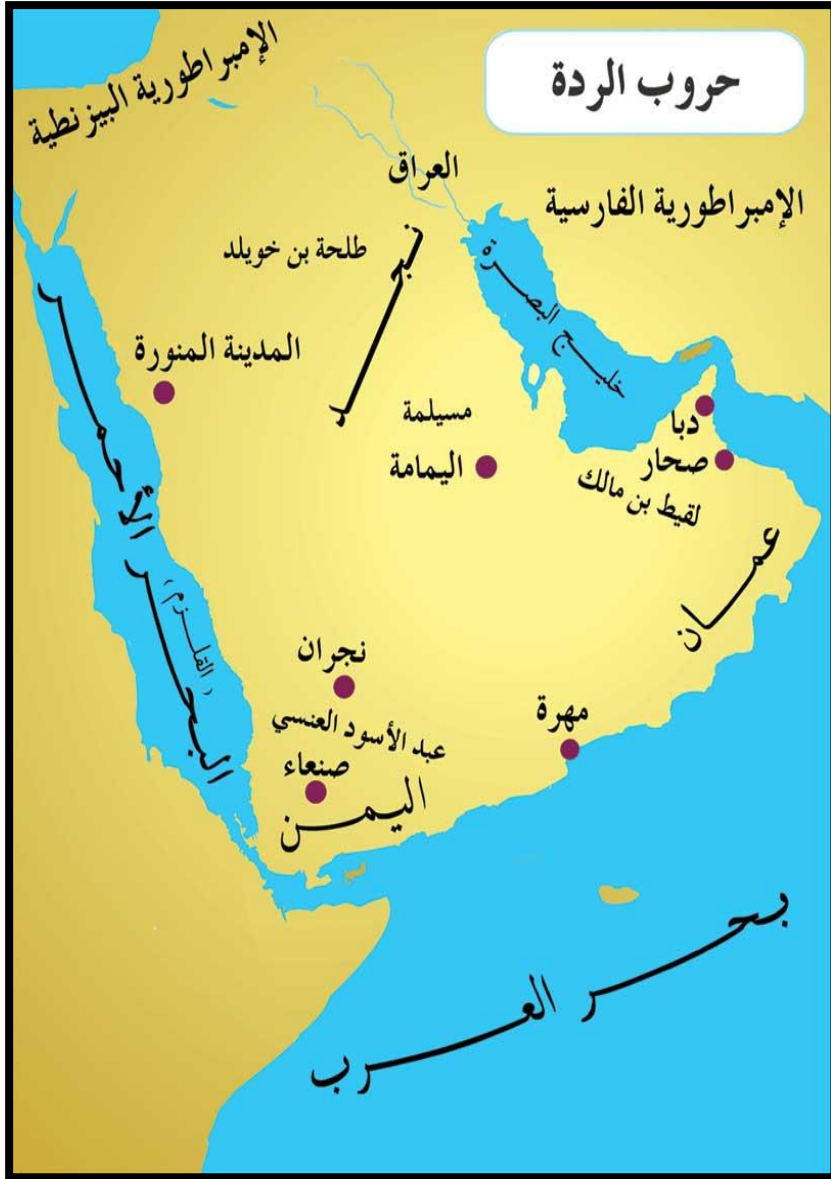 حروب الردة
الإمبراطورية البيزنطية
العراق
الإمبراطورية الفارسية
طلحة بن خويلد
نجد
خليج البصرة
المدينة المنورة
مسيلمة
اليمامة
دبا
صحار
لقيط بن مالك
عمان
البحر الأحمر
(القلزم)
نجران
عبد الأسود العنسي
صنعاء
اليمن
مهرة
بحر العرب